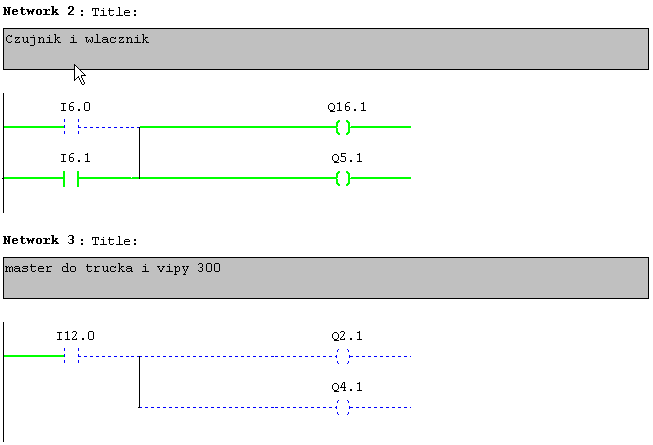 Network 2 : Title:
Czujnik i wlacznik
I6.0 Q16.1
I6.1 Q5.1
Network 3 : Title:
master do trucka i vipy 300
I12.0 Q2.1
Q4.1